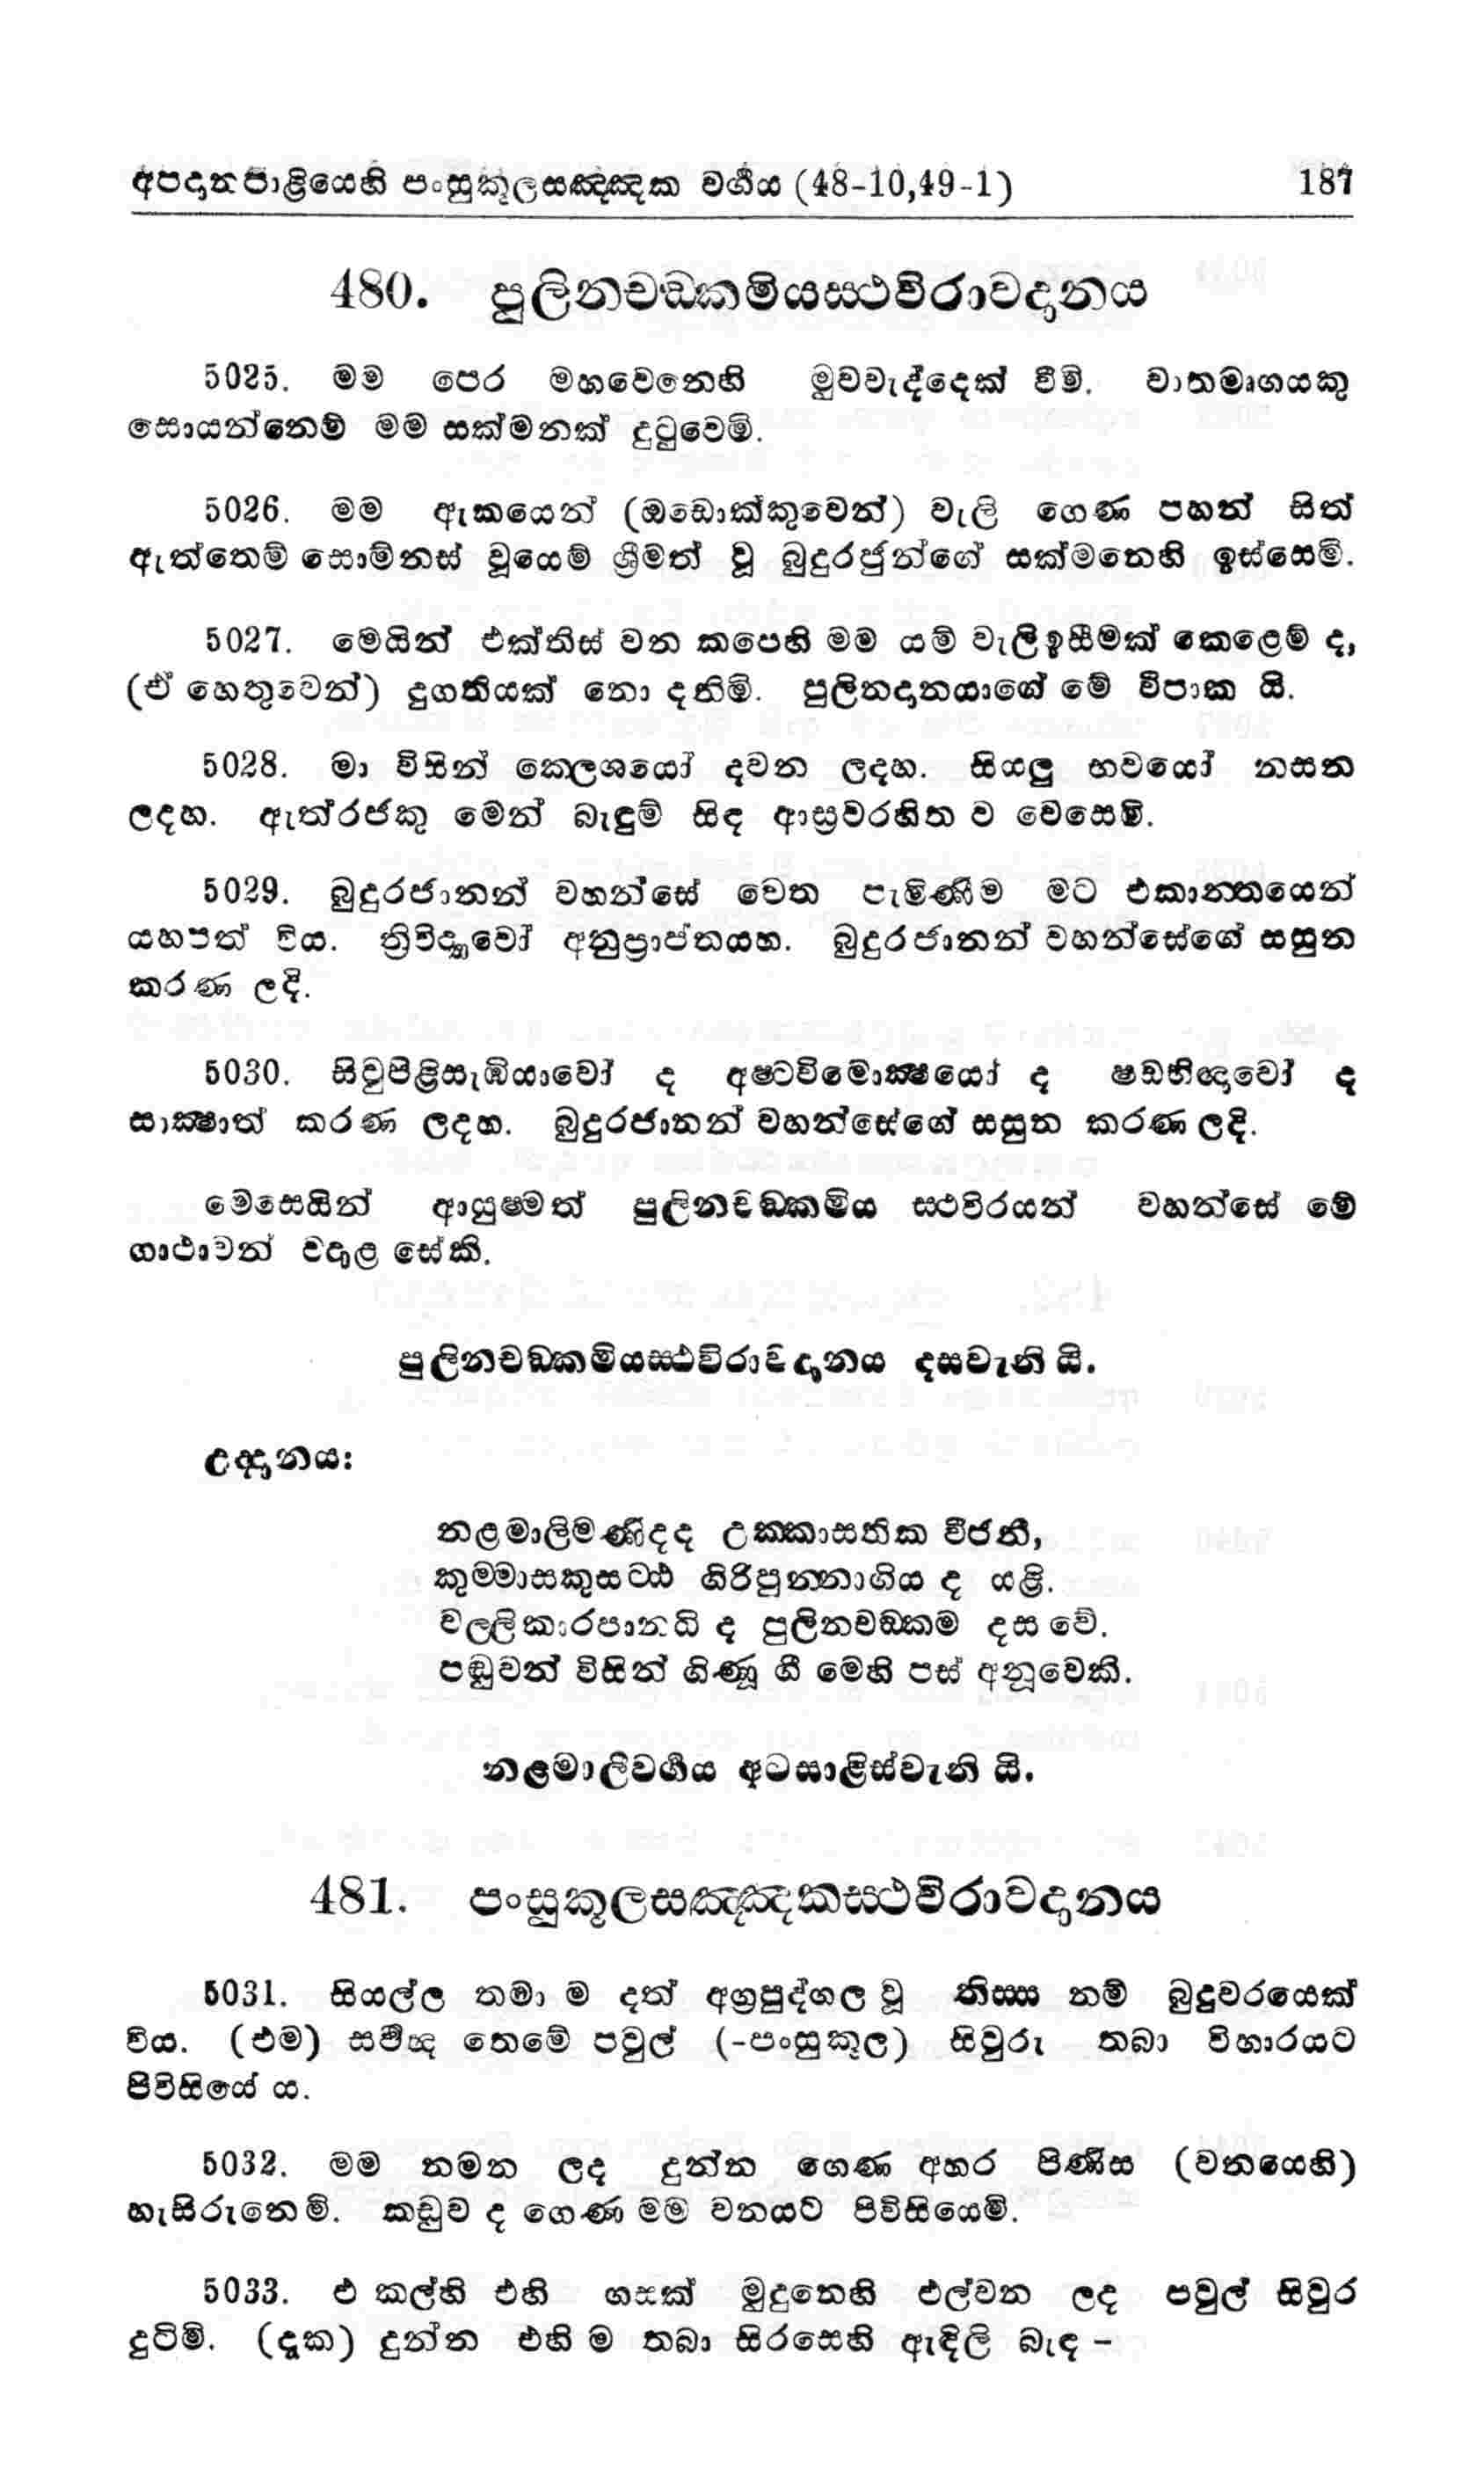 අපදානපාළියෙහි පංසුකූලසඤ්ඤක වර්‍ගය (48-10,49-1) 187
480. පුලිනචඞ්කමියස්ථවිරාවදානය
5025. මම පෙර මහවෙනෙහි මුවවැද්දෙක් වීමි. වාතමෘගයකු
සොයන්නෙම් මම සක්මනක් දුටුවෙමි.
5026. මම ඇකයෙන් (ඔඩොක්කුවෙන්) වැලි ගෙණ පහන් සිත්
ඇත්තෙම් සොම්නස් වූයෙම් ශ්‍රීමත් වූ බුදුරජුන්ගේ සක්මනෙහි ඉස්සෙමි.
5027. මෙයින් එක්තිස් වන කපෙහි මම යම් වැලිඉසීමක් කෙළෙම් ද,
(ඒ හෙතුවෙන්) දුගතියක් නො දනිමි. පුලිනදානයාගේ මේ විපාක යි.
5028. මා විසින් කෙලශයෝ දවන ලදහ. සියලු භවයෝ නසන
ලදහ. ඇත්රජකු මෙන් බැඳුම් සිඳ ආස්‍රවරහිත ව වෙසෙමි.
5029. බුදුරජානන් වහන්සේ වෙත පැමිණීම මට එකාන්තයෙන්
යහපත් විය. ත්‍රිවිද්‍යාවෝ අනුප්‍රාප්තයහ. බුදුරජානන් වහන්සේගේ සසුන
කරණ ලදි.
5030. සිවුපිළිසැඹියාවෝ ද අෂ්ටවිමොක්‍ෂයෝ ද ෂඩභිඥාවෝ ද
සාක්‍ෂාත් කරණ ලදහ. බුදුරජානන් වහන්සේගේ සසුන කරණ ලදි.
මෙසෙයින් ආයුෂ්මත් පුලිනචඞ්කමිය ස්ථවිරයන් වහන්සේ මේ
ගාථාවන් වදාළ සේකි.
පුලිනචඞ්කමියස්ථවිරාවදානය දසවැනි යි.
උද්දානය:
නළමාලිමණිදද උක්කාසතික වීජනී,
කුම්මාසකුසට්ඨ ගිරිපුන්නාගිය ද යළි.
වල්ලිකාරපානධි ද පුලිනචඞ්කම දස වේ.
පඬුවන් විසින් ගිණූ ගී මෙහි පස් අනූවෙකි.
නළමාලිවර්‍ගය අටසාළිස්වැනි යි.
481. පංසුකූලසඤ්ඤකස්ථවිරාවදානය
5031. සියල්ල තමා ම දත් අග්‍රපුද්ගල වූ තිස්ස නම් බුදුවරයෙක්
විය. (එම) සර්‍වඥ තෙමේ පවුල් (-පංසුකූල) සිවුරු තබා විහාරයට
පිවිසියේ ය.
5032. මම නමන ලද දුන්න ගෙණ අහර පිණිස (වනයෙහි)
හැසිරුනෙමි. කඩුව ද ගෙණ මම වනයට පිවිසියෙමි.
5033. එ කල්හි එහි ගසක් මුදුනෙහි එල්වන ලද පවුල් සිවුර
දුටිමි. (දැක) දුන්න එහි ම තබා සිරසෙහි ඇඳිලි බැඳ -